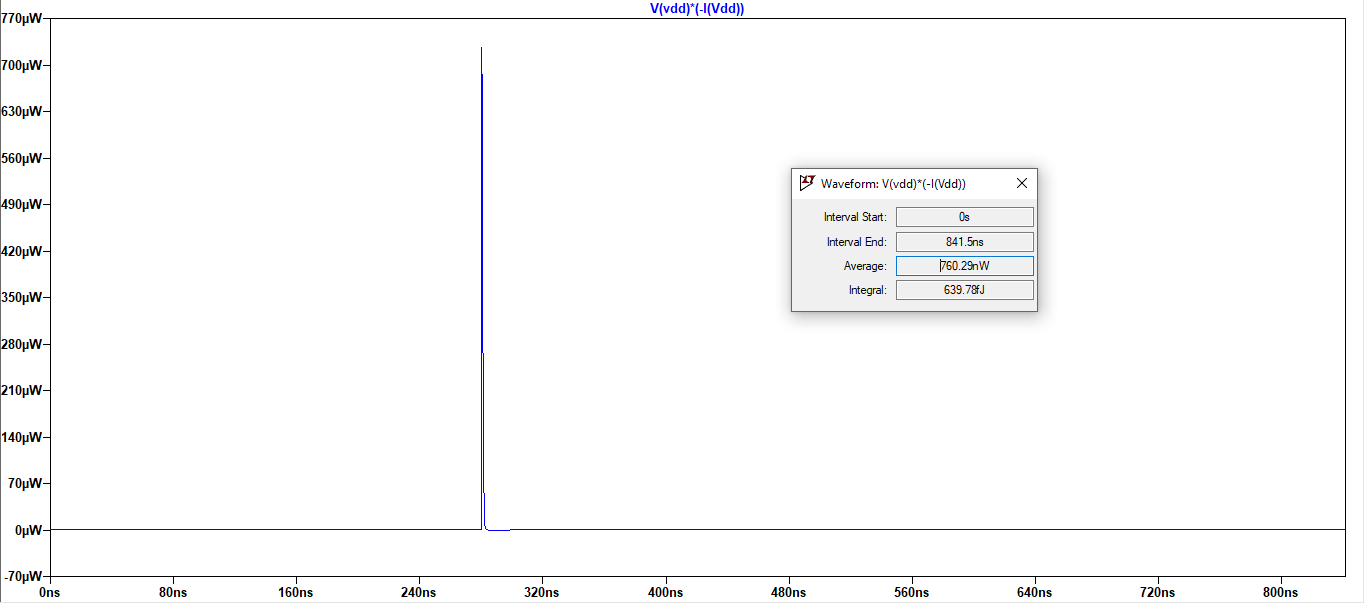 V(vdd)*(-I(Vdd))
770µW
700µW
630µW
560µW
490µW
420µW
350µW
280µW
210µW
140µW
70µW
0µW
-70µW
0ns 80ns 160ns 240ns 320ns 400ns 480ns 560ns 640ns 720ns 800ns
Waveform: V(vdd)*(-I(Vdd))
Interval Start: 0s
Interval End: 841.5ns
Average: 760.29nW
Integral: 639.78fJ